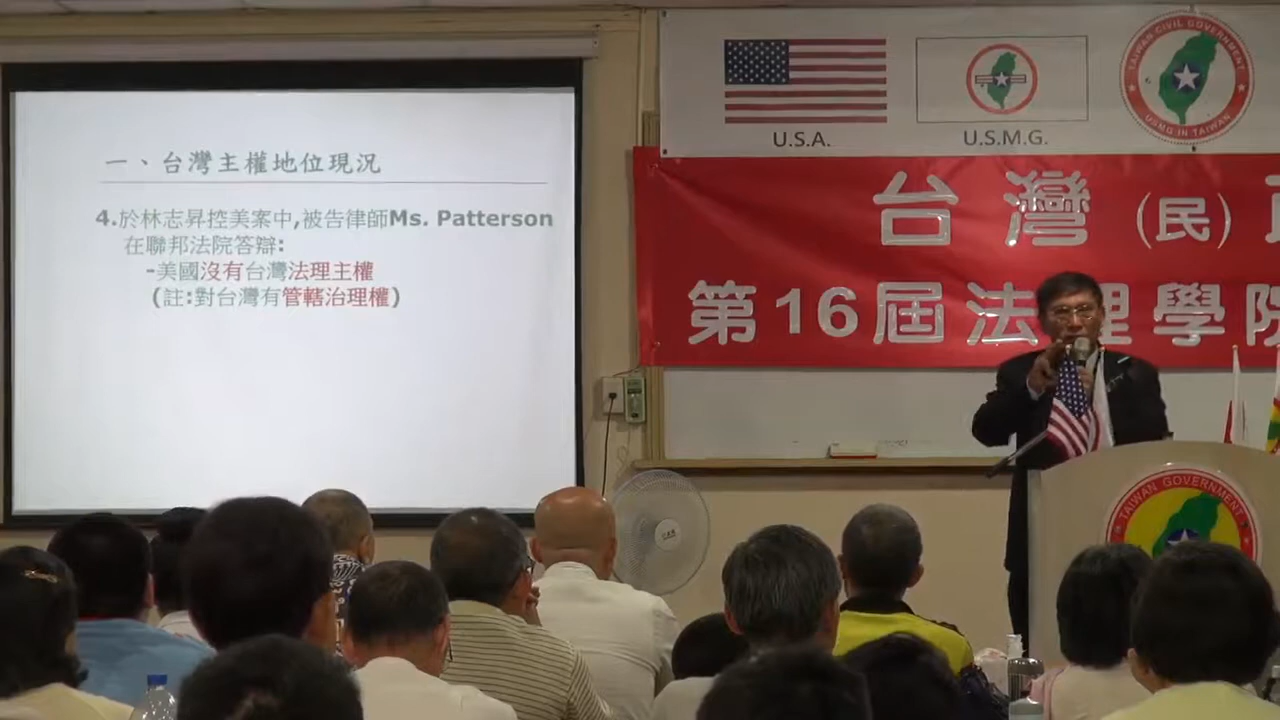 一、台灣主權地位現況
4.於林志昇控美案中,被告律師Ms. Patterson
在聯邦法院答辯:
-美國沒有台灣法理主權
(註:對台灣有管轄治理權)
U.S.A.
U.S.M.G.
TAIWAN CIVIL GOVERNMENT
USMG IN TAIWAN
台灣(民)
第16屆法理學院
TAIWAN GOVERNMENT